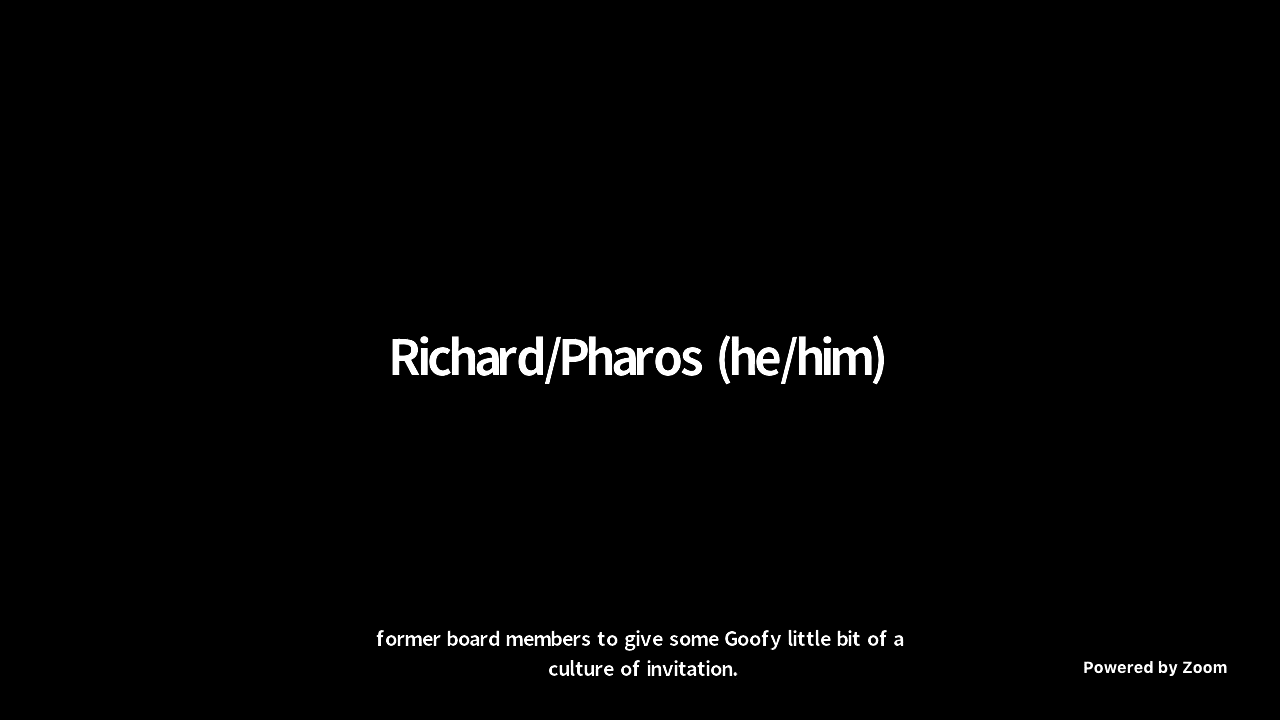 Richard/Pharos (he/him)
former board members to give some Goofy little bit of a
culture of invitation.
Powered by Zoom